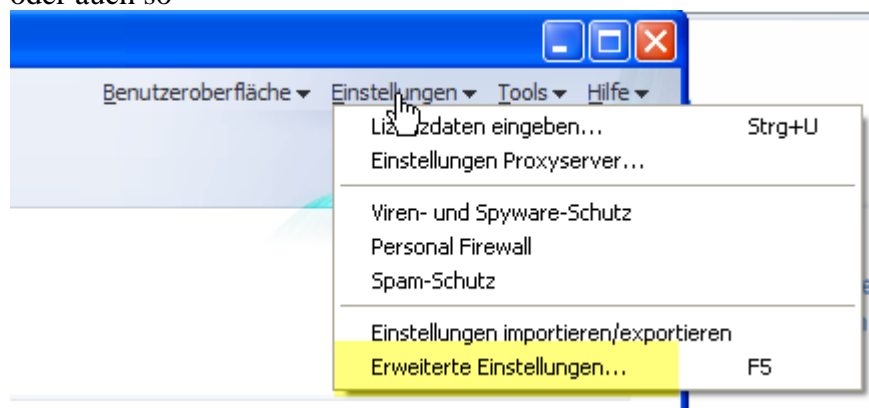 oder auch so
Benutzeroberfläche Einstellungen Tools Hilfe
Lizenzdaten eingeben... Strg+U
Einstellungen Proxyserver...
Viren- und Spyware-Schutz
Personal Firewall
Spam-Schutz
Einstellungen importieren/exportieren
Erweiterte Einstellungen... F5